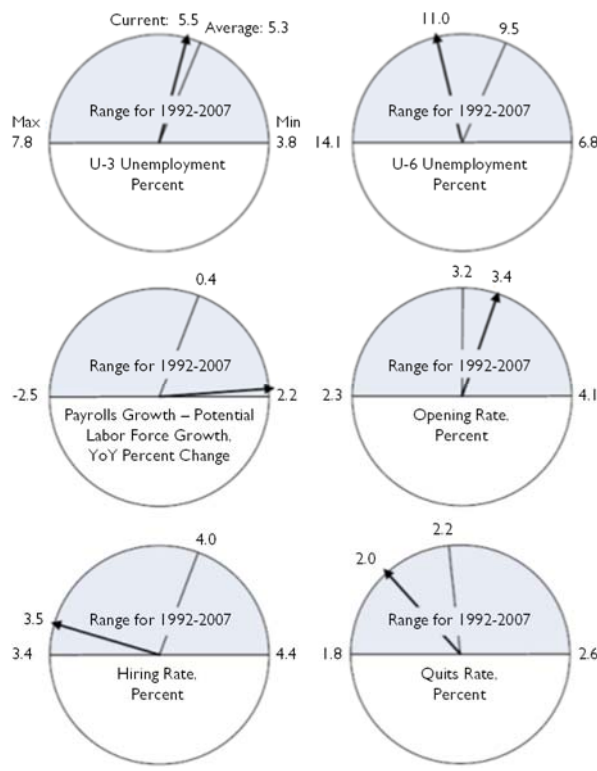 Current: 5.5
Average: 5.3
Range for 1992-2007
Max
7.8
Min
3.8
U-3 Unemployment
Percent
11.0
9.5
Range for 1992-2007
14.1
6.8
U-6 Unemployment
Percent
0.4
Range for 1992-2007
-2.5
2.2
Payrolls Growth – Potential
Labor Force Growth,
YoY Percent Change
3.2
3.4
Range for 1992-2007
2.3
4.1
Opening Rate,
Percent
4.0
3.5
Range for 1992-2007
3.4
4.4
Hiring Rate,
Percent
2.2
2.0
Range for 1992-2007
1.8
2.6
Quits Rate,
Percent